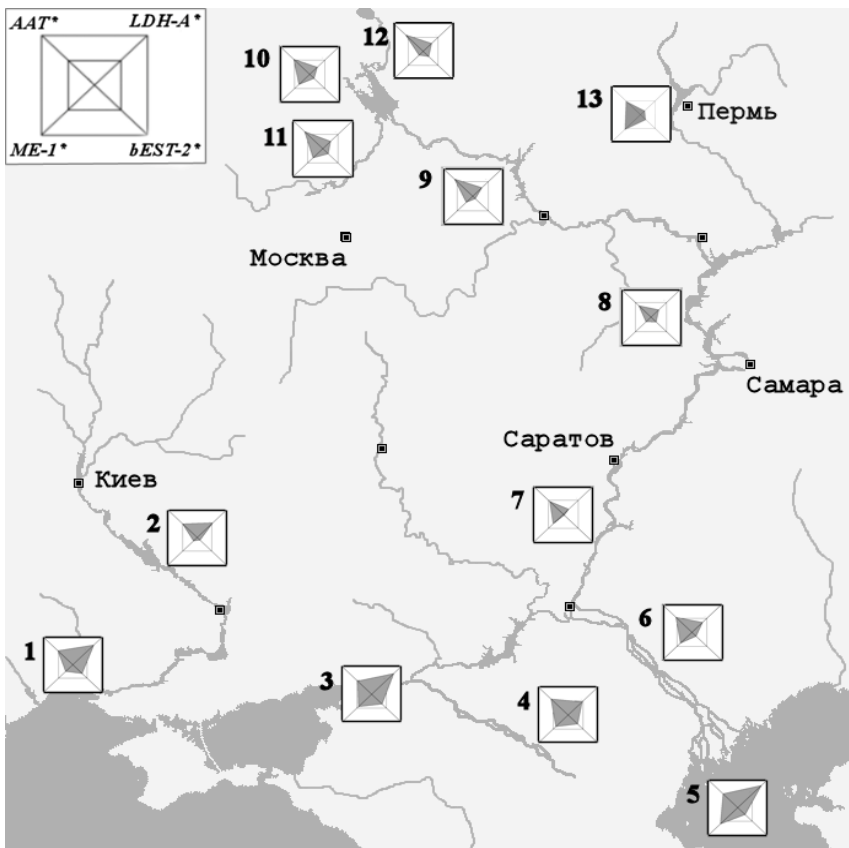 AAT* LDH-A*
ME-1* bEST-2*
12
10
13
Пермь
11
9
Москва
8
Самара
Саратов
Киев
7
2
6
1
3
4
5